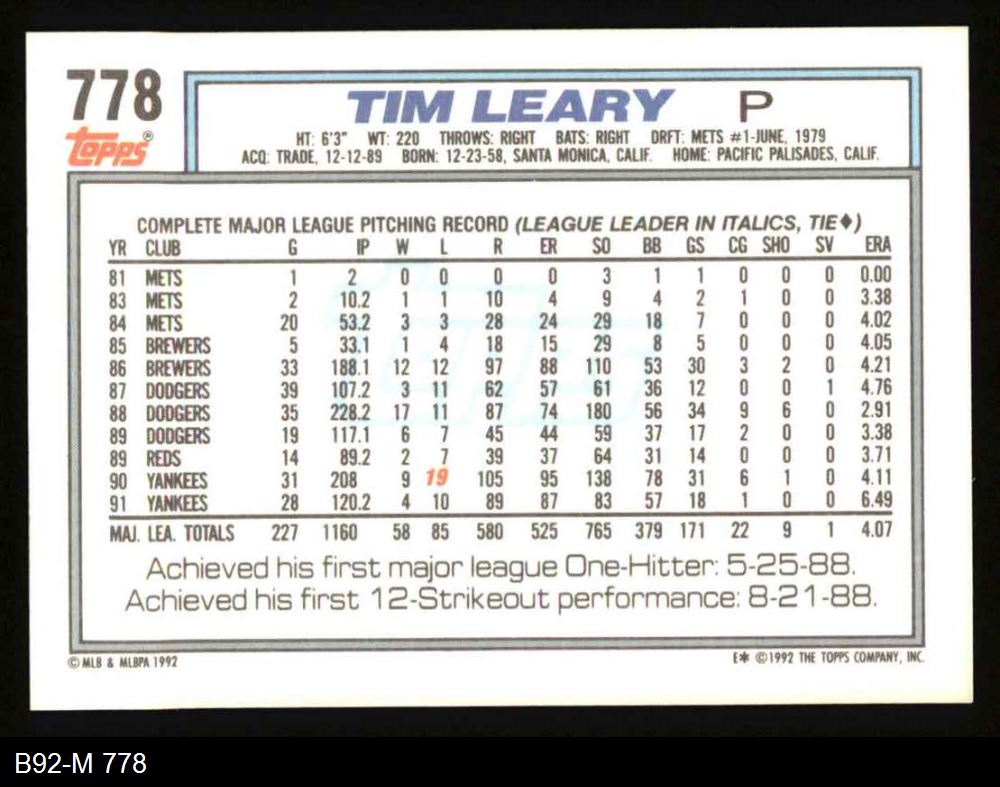 778
topps®
TIM LEARY P
HT: 6'3" WT: 220 THROWS: RIGHT BATS: RIGHT DRFT: METS #1-JUNE, 1979
ACQ: TRADE, 12-12-89 BORN: 12-23-58, SANTA MONICA, CALIF. HOME: PACIFIC PALISADES, CALIF.
COMPLETE MAJOR LEAGUE PITCHING RECORD (LEAGUE LEADER IN ITALICS, TIE♦)
YR CLUB G IP W L R ER SO BB GS CG SHO SV ERA
81 METS 1 2 0 0 0 0 3 1 1 0 0 0 0.00
83 METS 2 10.2 1 1 10 4 9 4 2 1 0 0 3.38
84 METS 20 53.2 3 3 28 24 29 18 7 0 0 0 4.02
85 BREWERS 5 33.1 1 4 18 15 29 8 5 0 0 0 4.05
86 BREWERS 33 188.1 12 12 97 88 110 53 30 3 2 0 4.21
87 DODGERS 39 107.2 3 11 62 57 61 36 12 0 0 1 4.76
88 DODGERS 35 228.2 17 11 87 74 180 56 34 9 6 0 2.91
89 DODGERS 19 117.1 6 7 45 44 59 37 17 2 0 0 3.38
89 REDS 14 89.2 2 7 39 37 64 31 14 0 0 0 3.71
90 YANKEES 31 208 9 19 105 95 138 78 31 6 1 0 4.11
91 YANKEES 28 120.2 4 10 89 87 83 57 18 1 0 0 6.49
MAJ. LEA. TOTALS 227 1160 58 85 580 525 765 379 171 22 9 1 4.07
Achieved his first major league One-Hitter: 5-25-88.
Achieved his first 12-Strikeout performance: 8-21-88.
© MLB & MLBPA 1992 E* © 1992 THE TOPPS COMPANY, INC.
B92-M 778